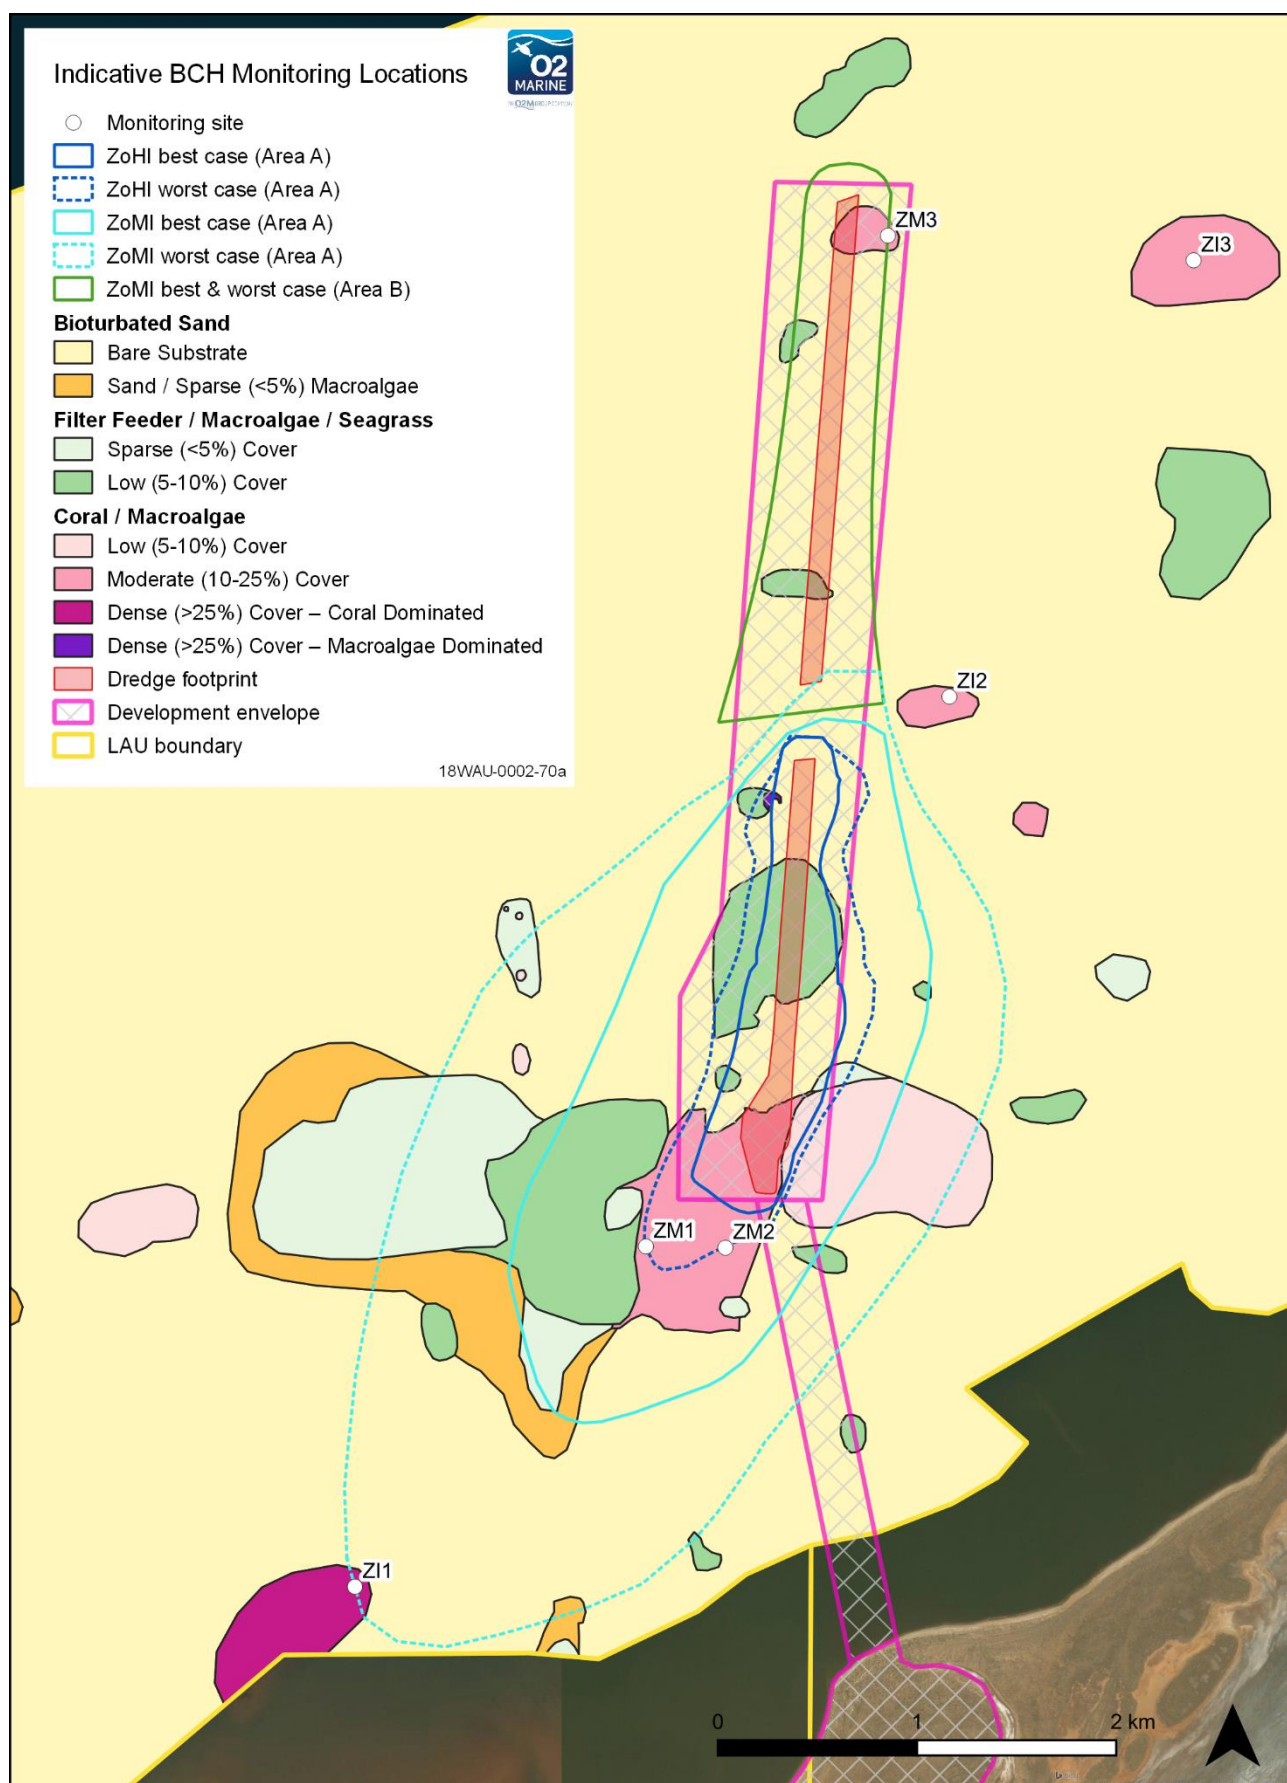 Indicative BCH Monitoring Locations
O2
MARINE
Monitoring site
ZoHI best case (Area A)
ZoHI worst case (Area A)
ZoMI best case (Area A)
ZoMI worst case (Area A)
ZoMI best & worst case (Area B)
Bioturbated Sand
Bare Substrate
Sand / Sparse (<5%) Macroalgae
Filter Feeder / Macroalgae / Seagrass
Sparse (<5%) Cover
Low (5-10%) Cover
Coral / Macroalgae
Low (5-10%) Cover
Moderate (10-25%) Cover
Dense (>25%) Cover – Coral Dominated
Dense (>25%) Cover – Macroalgae Dominated
Dredge footprint
Development envelope
LAU boundary
18WAU-0002-70a
ZM3
ZI3
ZI2
ZM1
ZM2
ZI1
0 1 2 km